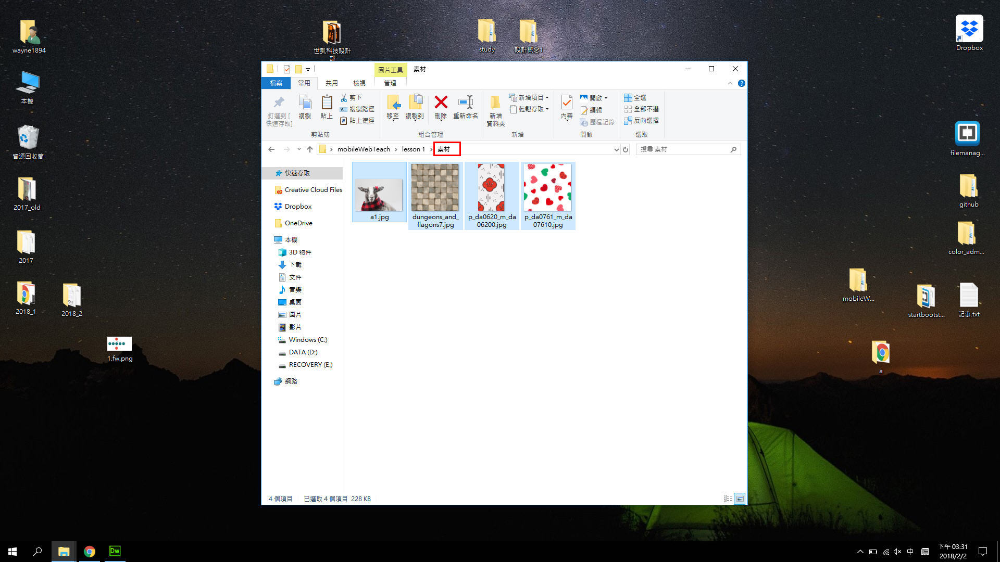 wayne1894
本機
資源回收筒
2017_old
2017
2018_1
2018_2
1.fw.png
世凱科技設計
部
study
設計概念1
Dropbox
filemanag...
github
color_adm...
mobileW...
startbootst...
記事.txt
a
圖片工具
素材
檔案
常用
共用
檢視
管理
釘選到 [
快速存取]
複製
貼上
剪下
複製路徑
貼上捷徑
剪貼簿
移至
複製到
刪除
重新命名
組合管理
新增
資料夾
新增項目
輕鬆存取
新增
內容
開啟
編輯
歷程記錄
開啟
全選
全部不選
反向選擇
選取
mobileWebTeach
lesson 1
素材
搜尋 素材
快速存取
Creative Cloud Files
Dropbox
OneDrive
本機
3D 物件
下載
文件
音樂
桌面
圖片
影片
Windows (C:)
DATA (D:)
RECOVERY (E:)
網路
a1.jpg
dungeons_and_
flagons7.jpg
p_da0620_m_da
06200.jpg
p_da0761_m_da
07610.jpg
4 個項目
已選取 4 個項目 228 KB
Dw
中
下午 03:31
2018/2/2